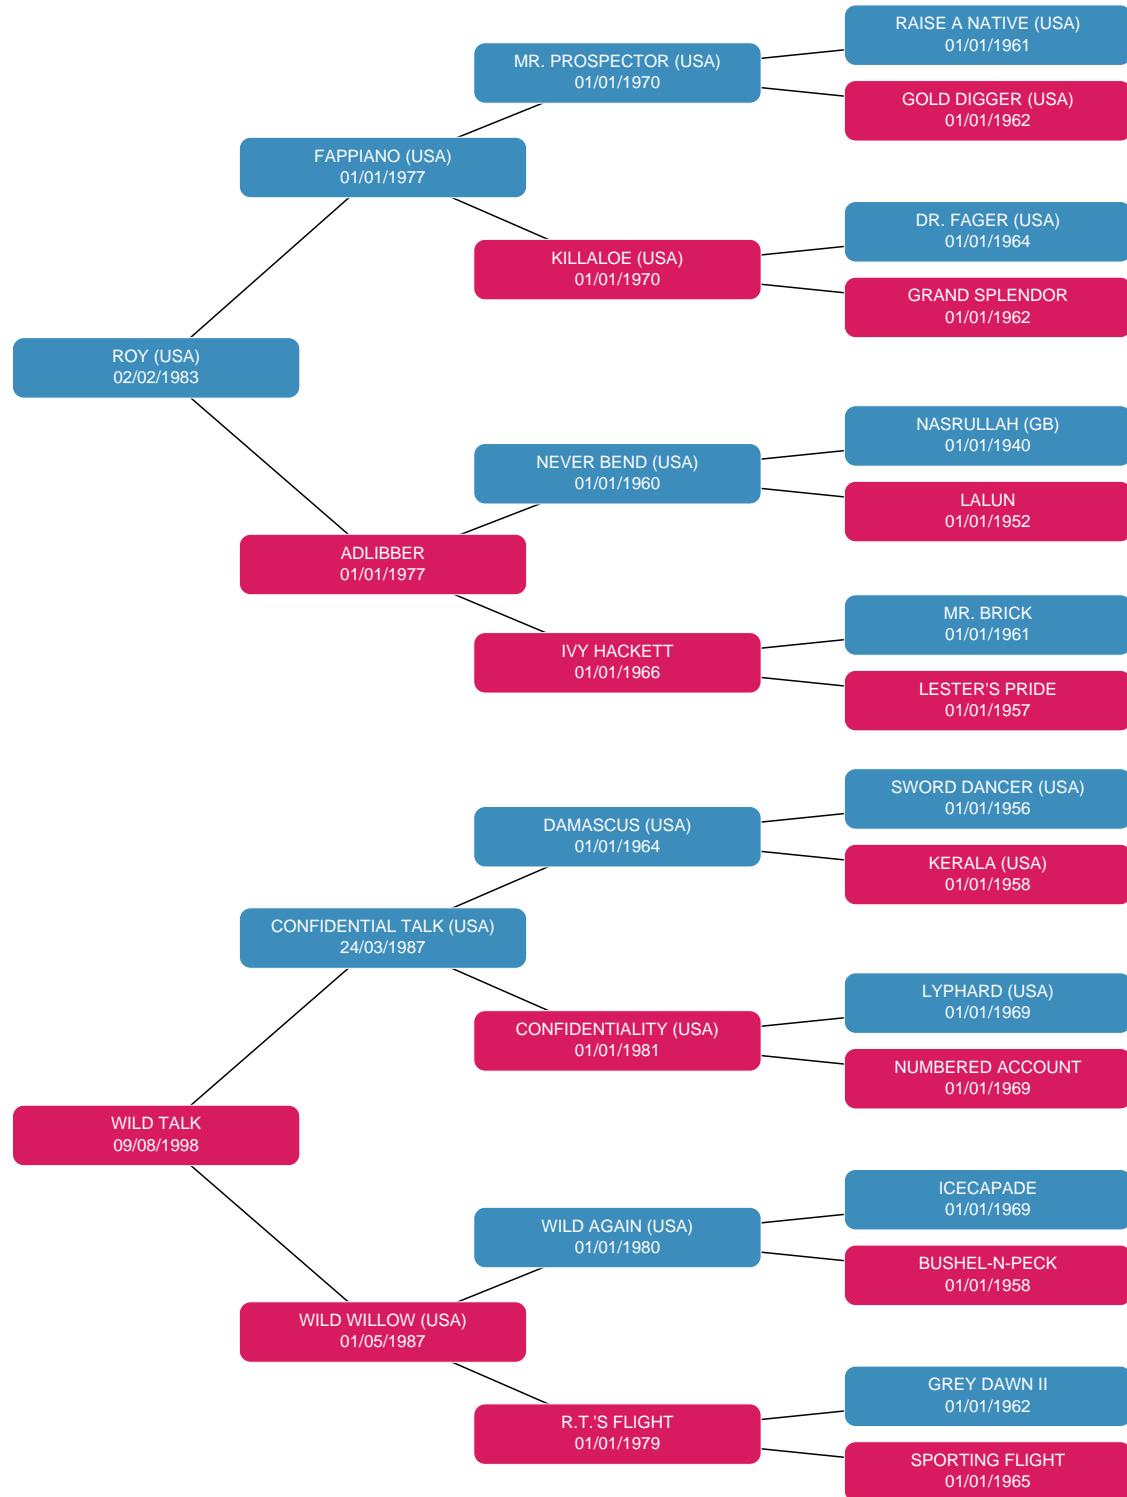 RAISE A NATIVE (USA)
01/01/1961
MR. PROSPECTOR (USA)
01/01/1970
GOLD DIGGER (USA)
01/01/1962
FAPPIANO (USA)
01/01/1977
DR. FAGER (USA)
01/01/1964
KILLALOE (USA)
01/01/1970
GRAND SPLENDOR
01/01/1962
ROY (USA)
02/02/1983
NASRULLAH (GB)
01/01/1940
NEVER BEND (USA)
01/01/1960
LALUN
01/01/1952
ADLIBBER
01/01/1977
MR. BRICK
01/01/1961
IVY HACKETT
01/01/1966
LESTER'S PRIDE
01/01/1957
SWORD DANCER (USA)
01/01/1956
DAMASCUS (USA)
01/01/1964
KERALA (USA)
01/01/1958
CONFIDENTIAL TALK (USA)
24/03/1987
LYPHARD (USA)
01/01/1969
CONFIDENTIALITY (USA)
01/01/1981
NUMBERED ACCOUNT
01/01/1969
WILD TALK
09/08/1998
ICECAPADE
01/01/1969
WILD AGAIN (USA)
01/01/1980
BUSHEL-N-PECK
01/01/1958
WILD WILLOW (USA)
01/05/1987
GREY DAWN II
01/01/1962
R.T.'S FLIGHT
01/01/1979
SPORTING FLIGHT
01/01/1965